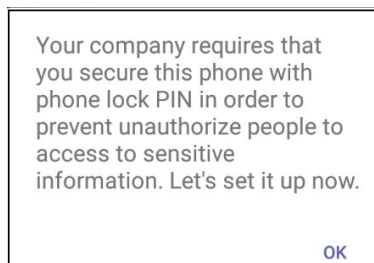 Your company requires that
you secure this phone with
phone lock PIN in order to
prevent unauthorize people to
access to sensitive
information. Let's set it up now.
OK